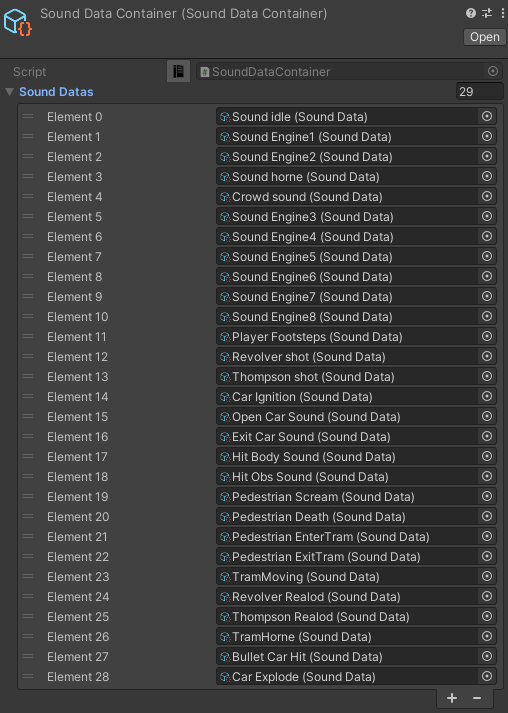 Sound Data Container (Sound Data Container)
Open
Script SoundDataContainer
Sound Datas 29
Element 0 Sound idle (Sound Data)
Element 1 Sound Engine1 (Sound Data)
Element 2 Sound Engine2 (Sound Data)
Element 3 Sound horne (Sound Data)
Element 4 Crowd sound (Sound Data)
Element 5 Sound Engine3 (Sound Data)
Element 6 Sound Engine4 (Sound Data)
Element 7 Sound Engine5 (Sound Data)
Element 8 Sound Engine6 (Sound Data)
Element 9 Sound Engine7 (Sound Data)
Element 10 Sound Engine8 (Sound Data)
Element 11 Player Footsteps (Sound Data)
Element 12 Revolver shot (Sound Data)
Element 13 Thompson shot (Sound Data)
Element 14 Car Ignition (Sound Data)
Element 15 Open Car Sound (Sound Data)
Element 16 Exit Car Sound (Sound Data)
Element 17 Hit Body Sound (Sound Data)
Element 18 Hit Obs Sound (Sound Data)
Element 19 Pedestrian Scream (Sound Data)
Element 20 Pedestrian Death (Sound Data)
Element 21 Pedestrian EnterTram (Sound Data)
Element 22 Pedestrian ExitTram (Sound Data)
Element 23 TramMoving (Sound Data)
Element 24 Revolver Realod (Sound Data)
Element 25 Thompson Realod (Sound Data)
Element 26 TramHorne (Sound Data)
Element 27 Bullet Car Hit (Sound Data)
Element 28 Car Explode (Sound Data)